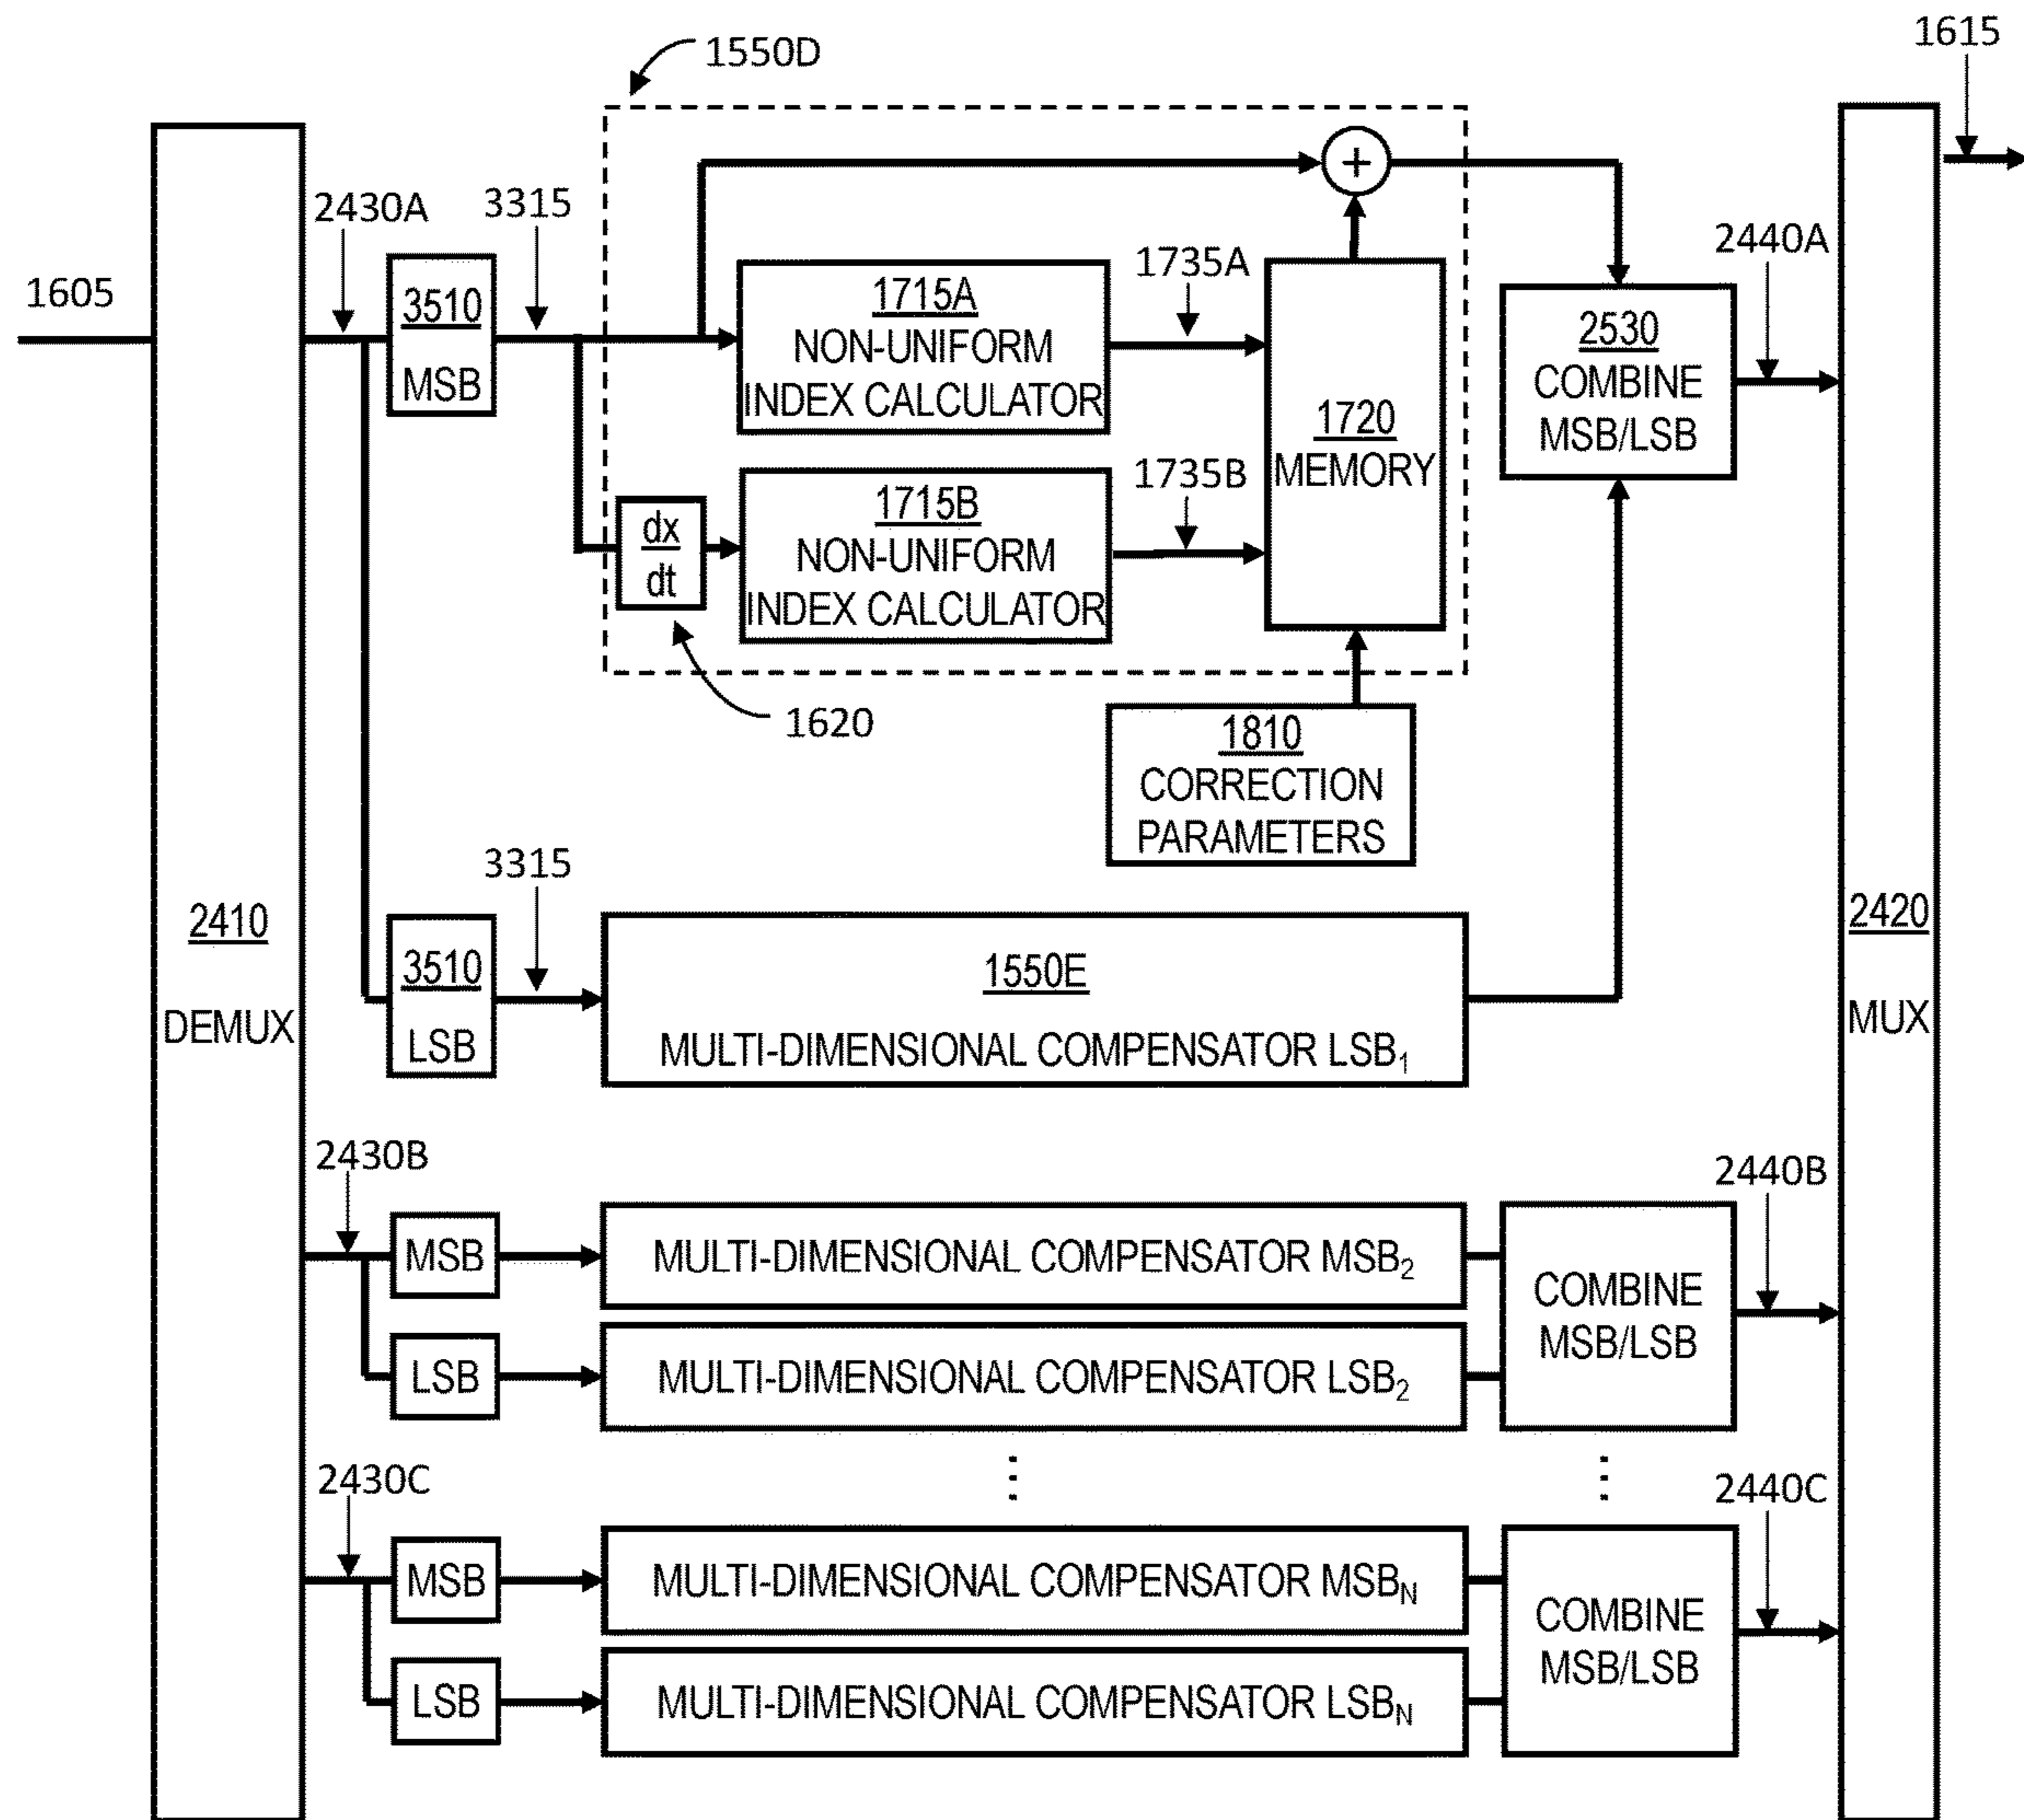 1550D
1615
2430A
3315
1605
3510
MSB
1715A
NON-UNIFORM
INDEX CALCULATOR
1735A
+
1720
MEMORY
2440A
2530
COMBINE
MSB/LSB
dx
dt
1715B
NON-UNIFORM
INDEX CALCULATOR
1735B
1620
1810
CORRECTION
PARAMETERS
2410
DEMUX
3315
3510
LSB
1550E
MULTI-DIMENSIONAL COMPENSATOR LSB₁
2420
MUX
2430B
MSB
MULTI-DIMENSIONAL COMPENSATOR MSB₂
LSB
MULTI-DIMENSIONAL COMPENSATOR LSB₂
COMBINE
MSB/LSB
2440B
2430C
MSB
MULTI-DIMENSIONAL COMPENSATOR MSB_N
LSB
MULTI-DIMENSIONAL COMPENSATOR LSB_N
COMBINE
MSB/LSB
2440C